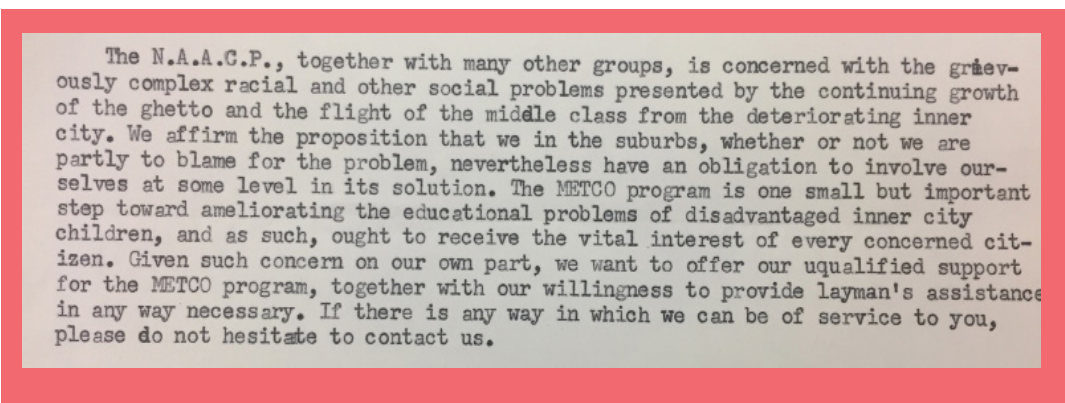 The N.A.A.C.P., together with many other groups, is concerned with the griev-
ously complex racial and other social problems presented by the continuing growth
of the ghetto and the flight of the middle class from the deteriorating inner
city. We affirm the proposition that we in the suburbs, whether or not we are
partly to blame for the problem, nevertheless have an obligation to involve our-
selves at some level in its solution. The METCO program is one small but important
step toward ameliorating the educational problems of disadvantaged inner city
children, and as such, ought to receive the vital interest of every concerned cit-
izen. Given such concern on our own part, we want to offer our uqualified support
for the METCO program, together with our willingness to provide layman's assistance
in any way necessary. If there is any way in which we can be of service to you,
please do not hesitate to contact us.